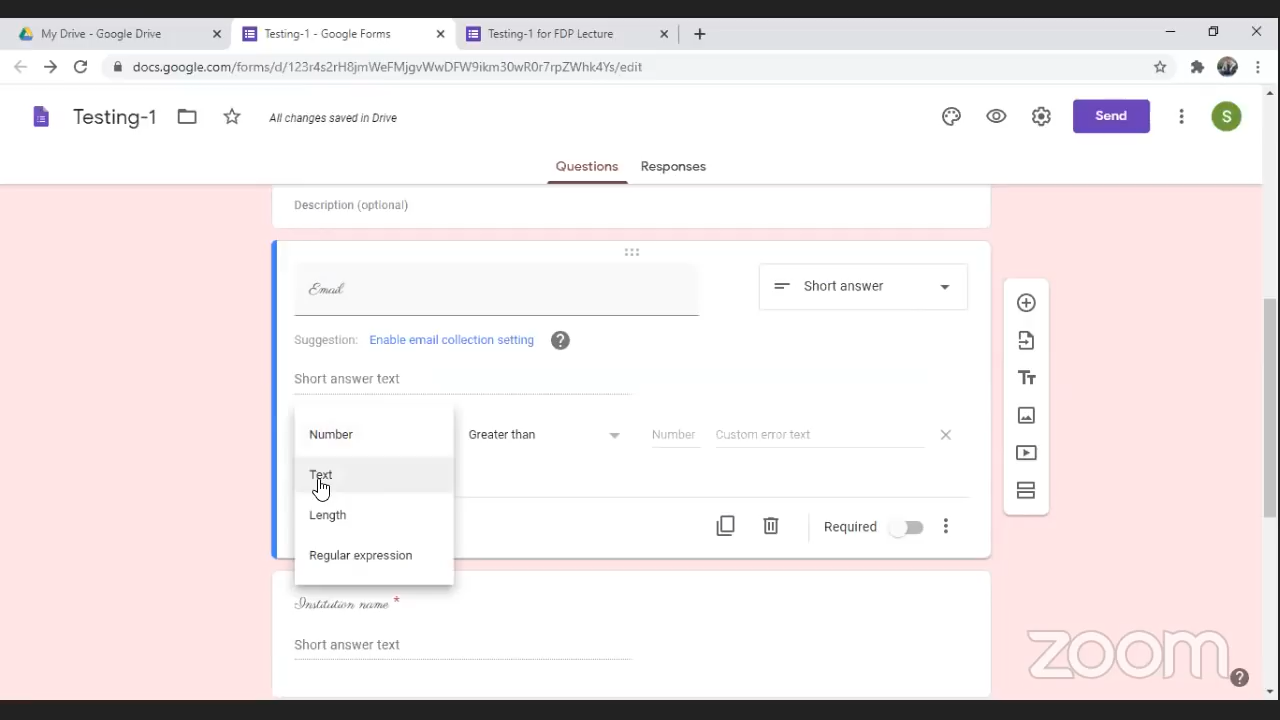 My Drive - Google Drive
Testing-1 - Google Forms
Testing-1 for FDP Lecture
docs.google.com/forms/d/123r4s2rH8jmWeFMjgvWwDFW9ikm30wR0r7rpZWhk4Ys/edit
Testing-1
All changes saved in Drive
Send
S
Questions
Responses
Description (optional)
Email
Short answer
Suggestion: Enable email collection setting
Short answer text
Number
Greater than
Number
Custom error text
Text
Length
Regular expression
Required
Institution name *
Short answer text
zoom